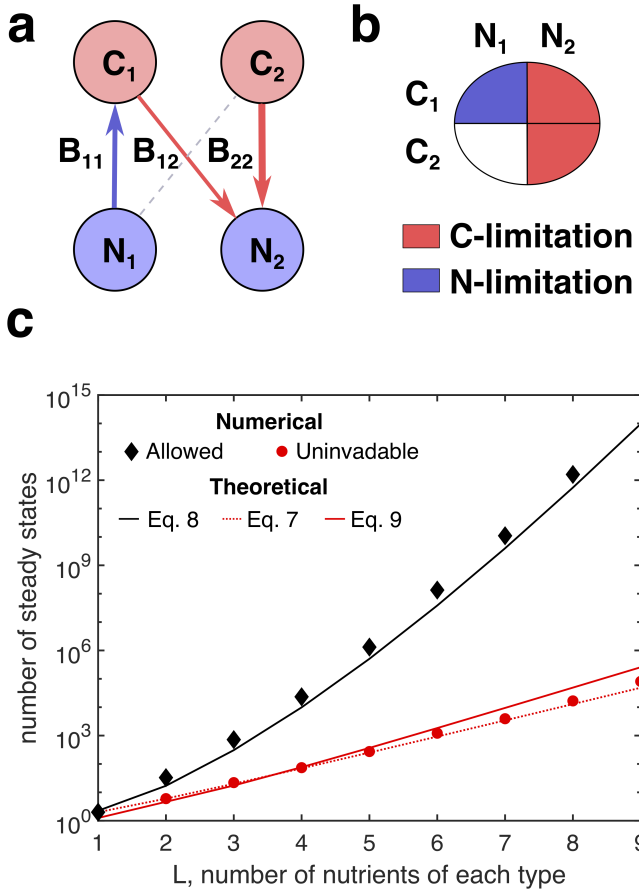 a
C1 C2
B11 B12 B22
N1 N2
b
N1 N2
C1
C2
C-limitation
N-limitation
c
number of steady states
10^15
10^12
10^9
10^6
10^3
10^0
Numerical
Allowed Uninvadable
Theoretical
Eq. 8 Eq. 7 Eq. 9
1 2 3 4 5 6 7 8 9
L, number of nutrients of each type